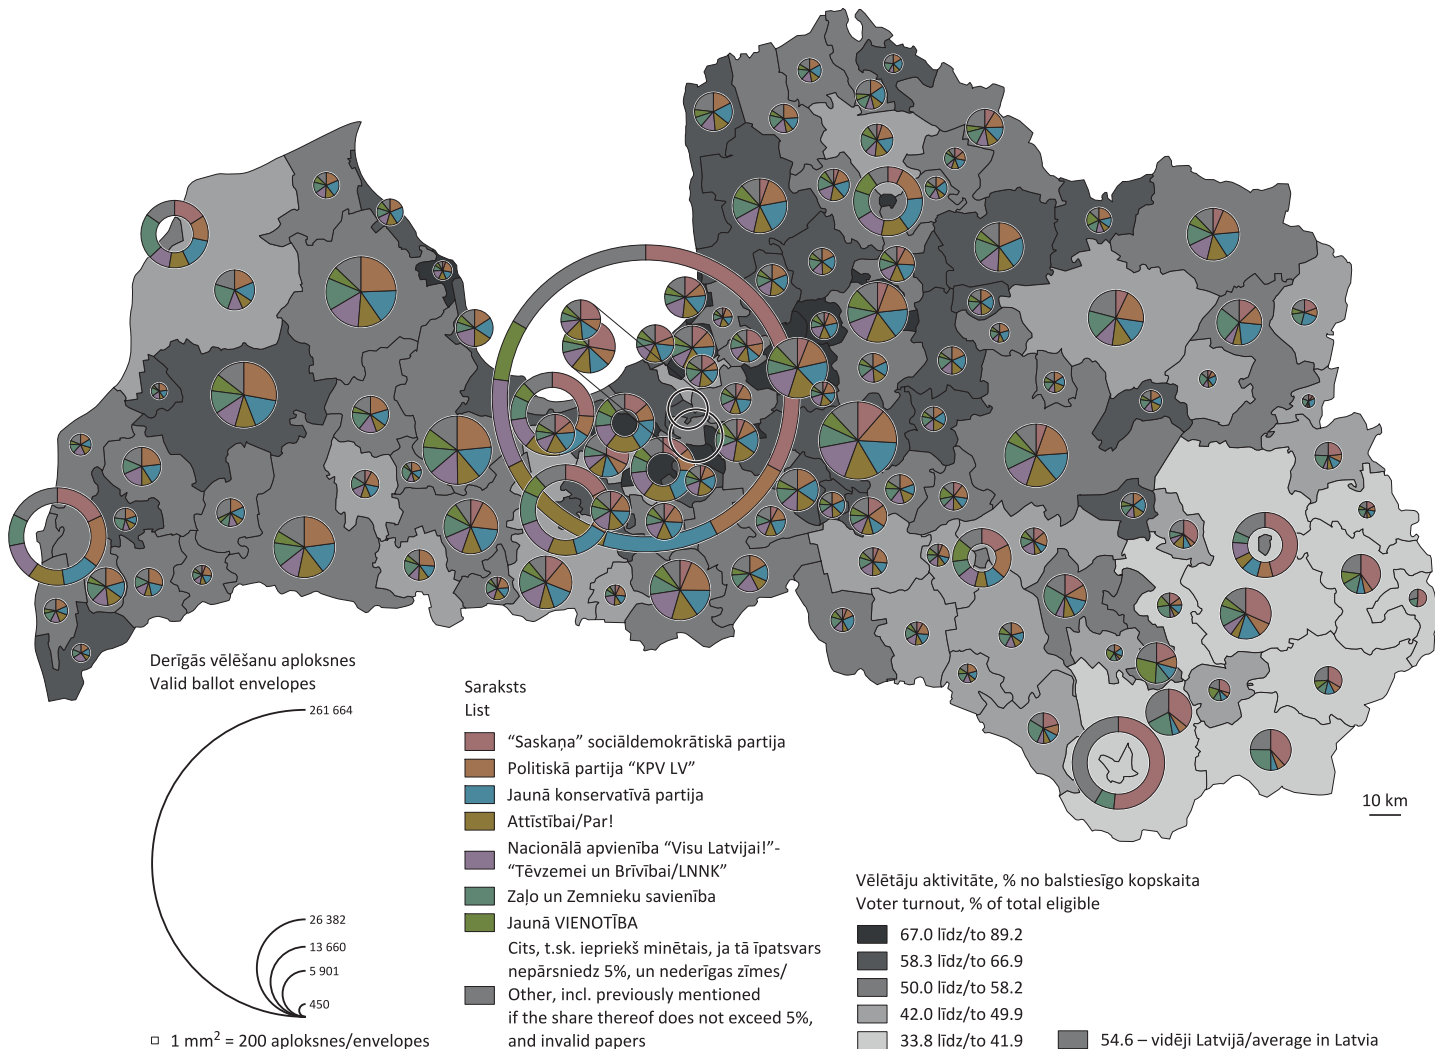 Derīgās vēlēšanu aploksnes
Valid ballot envelopes
261 664
26 382
13 660
5 901
450
1 mm² = 200 aploksnes/envelopes
Saraksts
List
“Saskaņa” sociāldemokrātiskā partija
Politiskā partija “KPV LV”
Jaunā konservatīvā partija
Attīstībai/Par!
Nacionālā apvienība “Visu Latvijai!”-
“Tēvzemei un Brīvībai/LNNK”
Zaļo un Zemnieku savienība
Jaunā VIENOTĪBA
Cits, t.sk. iepriekš minētais, ja tā īpatsvars
nepārsniedz 5%, un nederīgas zīmes/
Other, incl. previously mentioned
if the share thereof does not exceed 5%,
and invalid papers
10 km
Vēlētāju aktivitāte, % no balstiesīgo kopskaita
Voter turnout, % of total eligible
67.0 līdz/to 89.2
58.3 līdz/to 66.9
50.0 līdz/to 58.2
42.0 līdz/to 49.9
33.8 līdz/to 41.9
54.6 – vidēji Latvijā/average in Latvia